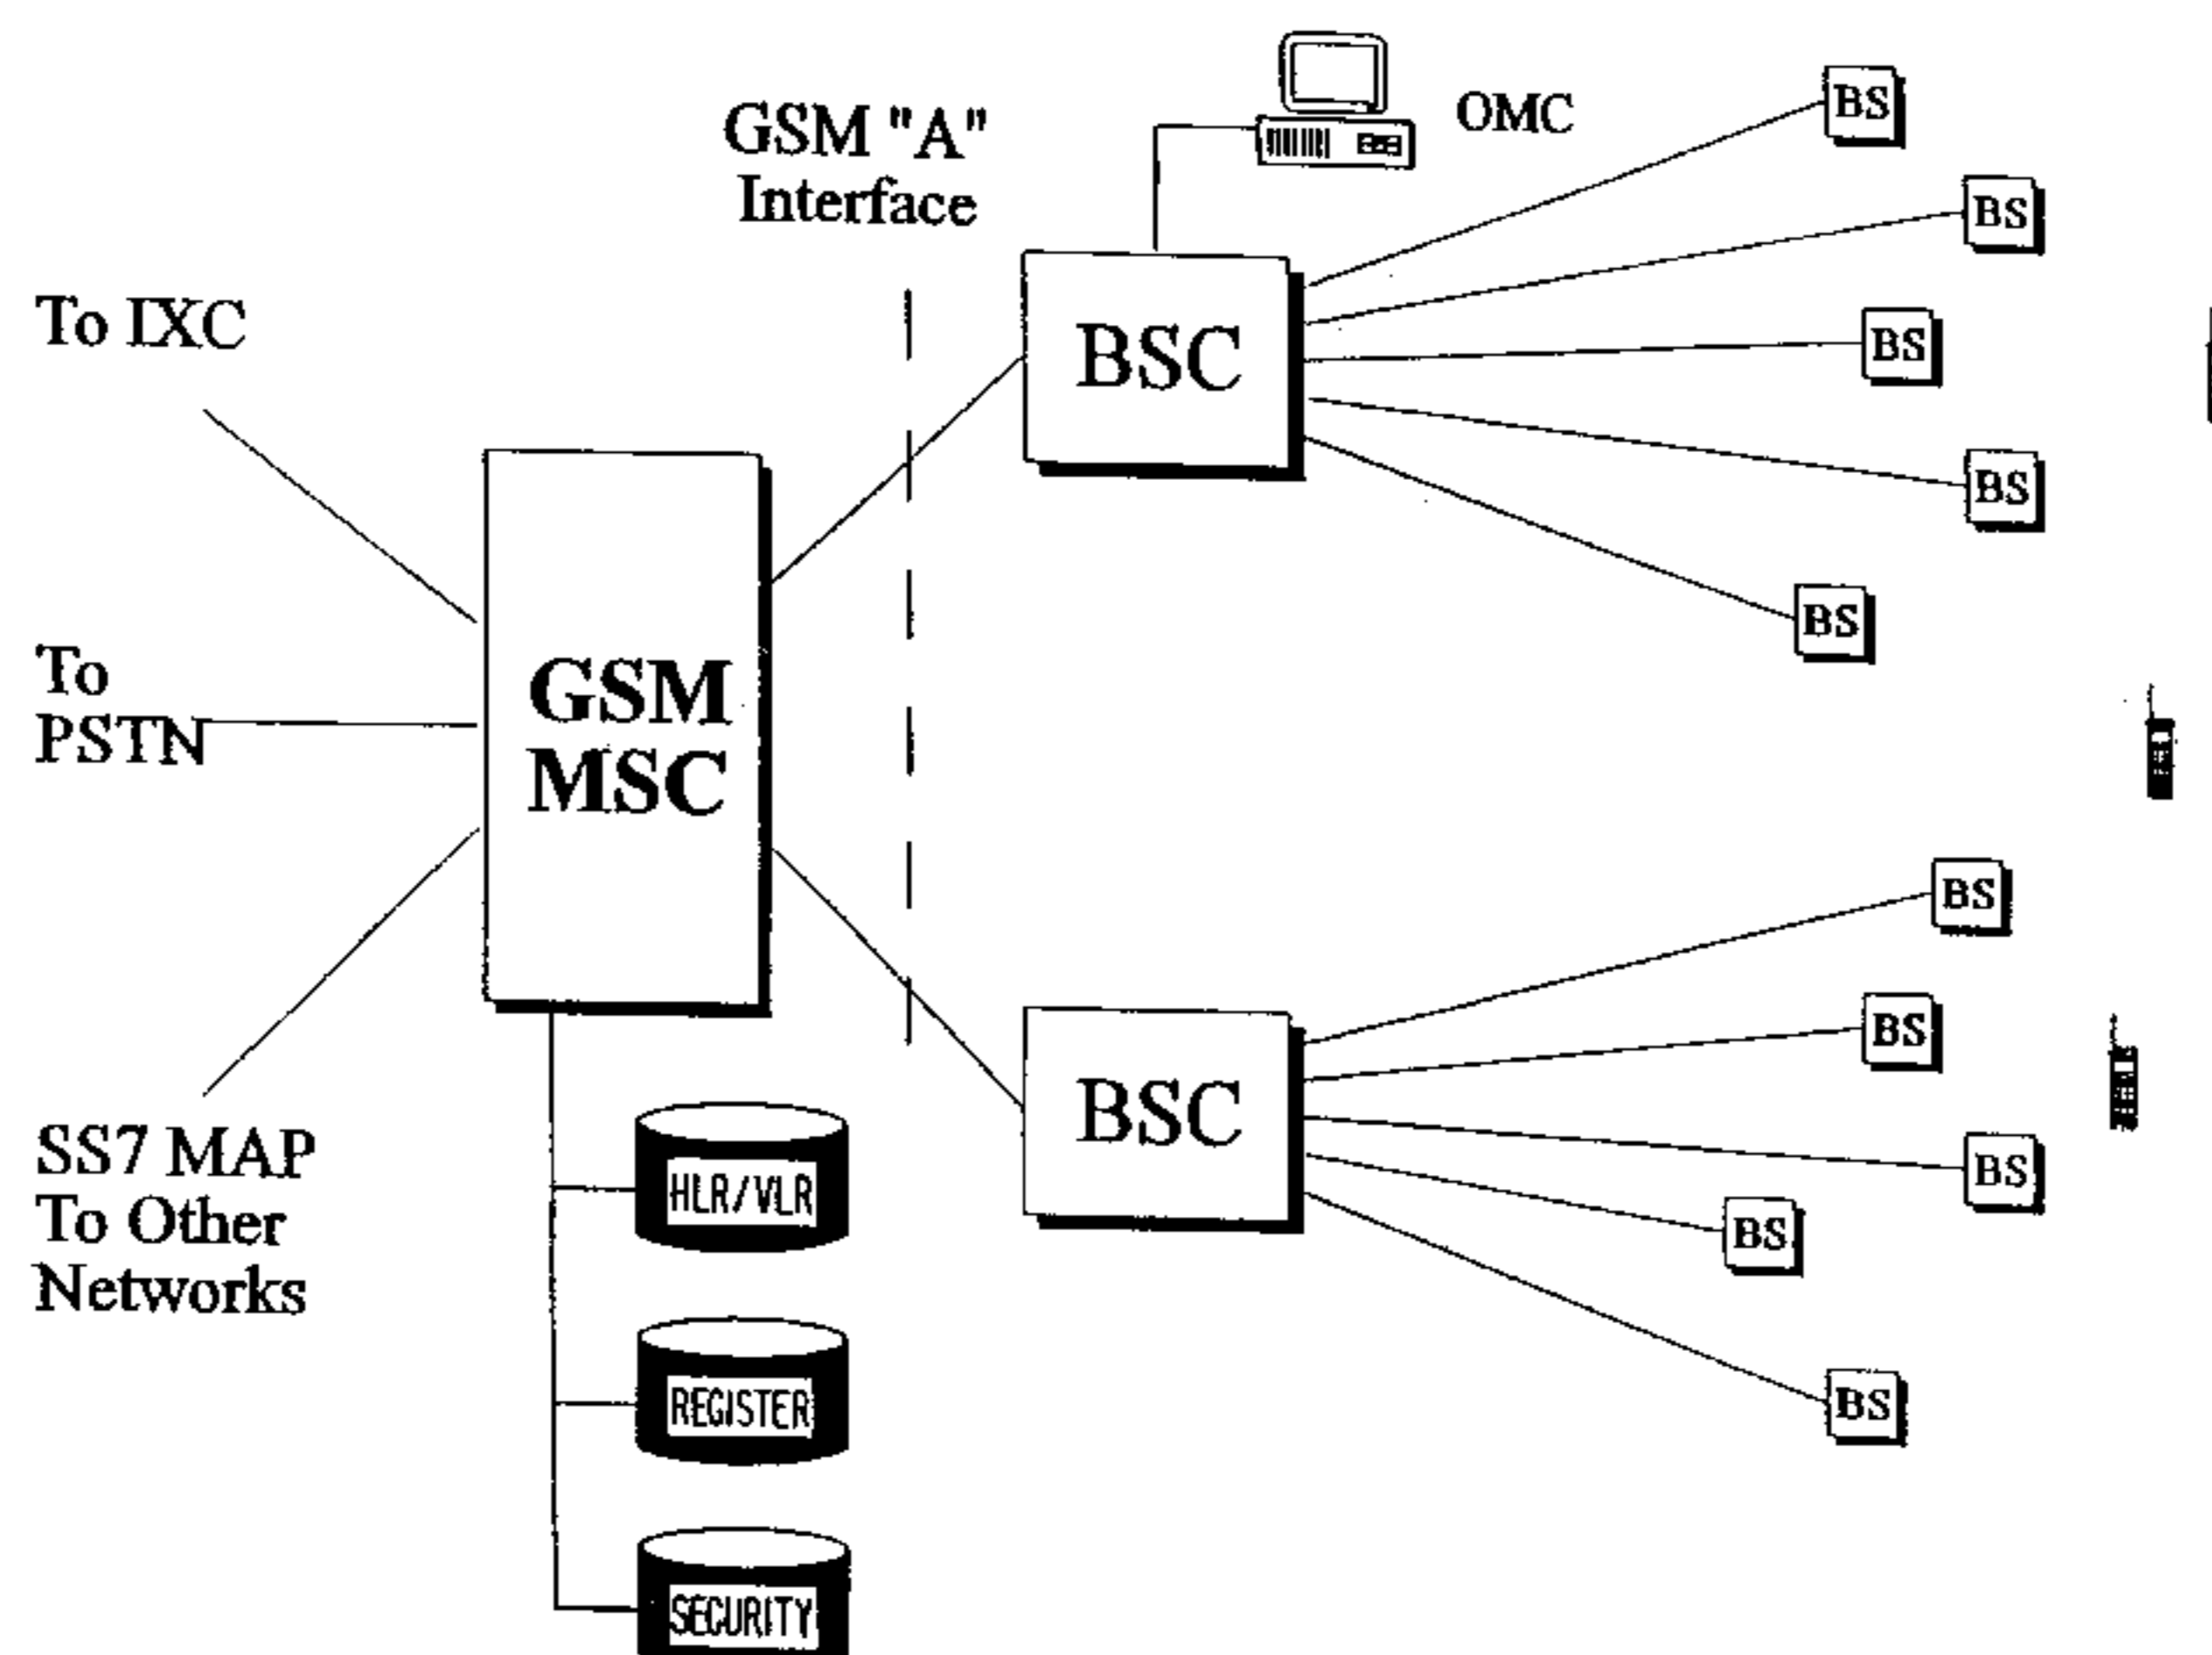 GSM "A"
Interface
OMC
To IXC
To
PSTN
SS7 MAP
To Other
Networks
GSM
MSC
BSC
BSC
BS
BS
BS
BS
BS
BS
BS
BS
BS
BS
HLR/VLR
REGISTER
SECURITY